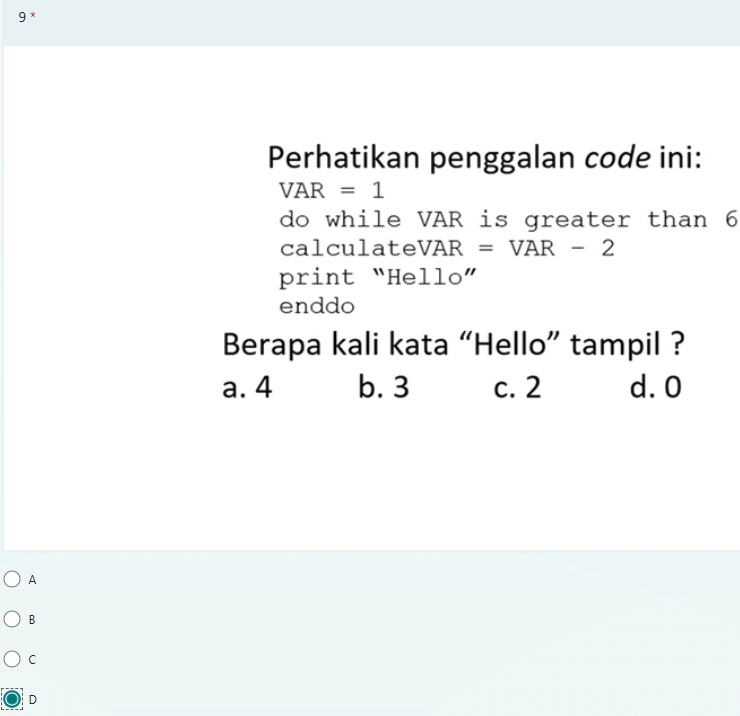 9 *
Perhatikan penggalan code ini:
VAR = 1
do while VAR is greater than 6
calculateVAR = VAR - 2
print “Hello”
enddo
Berapa kali kata “Hello” tampil ?
a. 4 b. 3 c. 2 d. 0
A
B
C
D